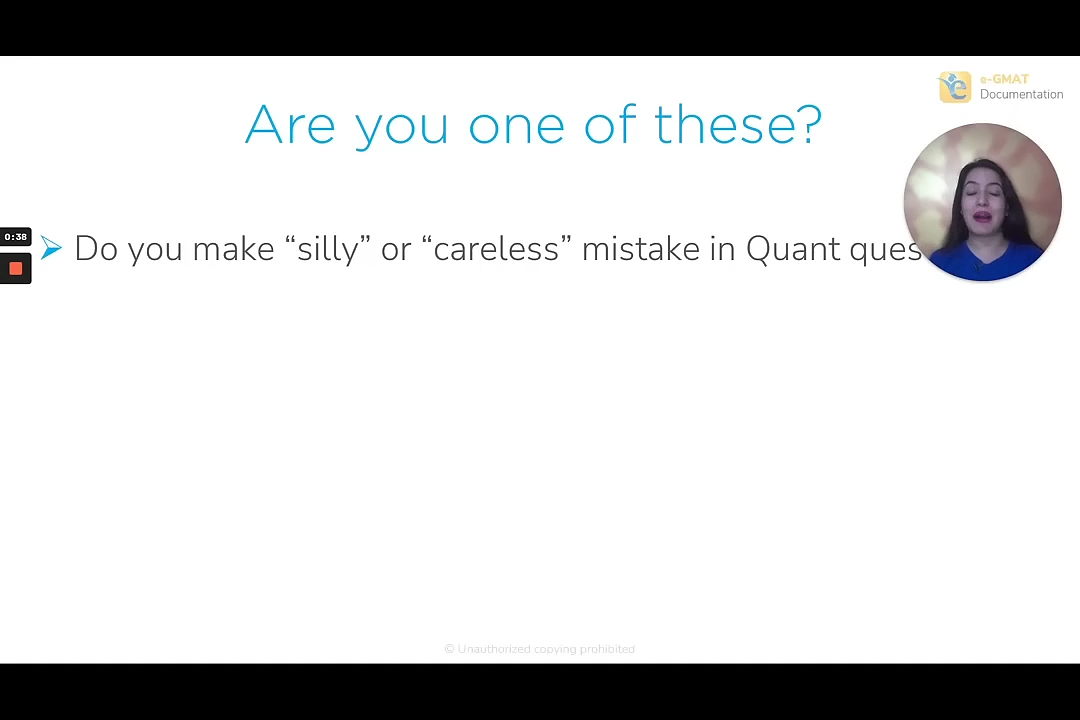 e-GMAT
Documentation
Are you one of these?
0:38
Do you make “silly” or “careless” mistake in Quant ques
© Unauthorized copying prohibited